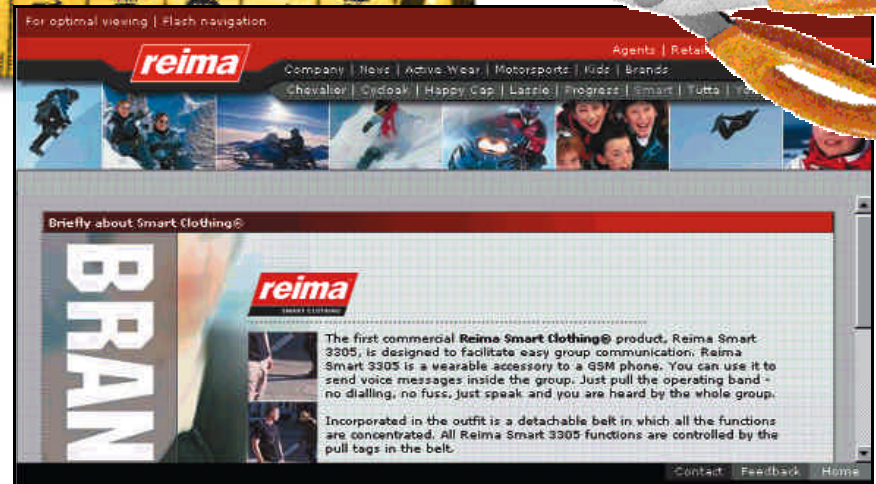 For optimal viewing | Flash navigation
Agents | Retai
reima
Company | News | Active Wear | Motorsports | Kids | Brands
Chevalier | Cycloak | Happy Cap | Lassie | Progress | Smart | Tutta |
Briefly about Smart Clothing®
BRAN
reima
SMART CLOTHING
The first commercial Reima Smart Clothing® product, Reima Smart
3305, is designed to facilitate easy group communication. Reima
Smart 3305 is a wearable accessory to a GSM phone. You can use it to
send voice messages inside the group. Just pull the operating band -
no dialling, no fuss, just speak and you are heard by the whole group.
Incorporated in the outfit is a detachable belt in which all the functions
are concentrated. All Reima Smart 3305 functions are controlled by the
pull tags in the belt.
Contact Feedback Home